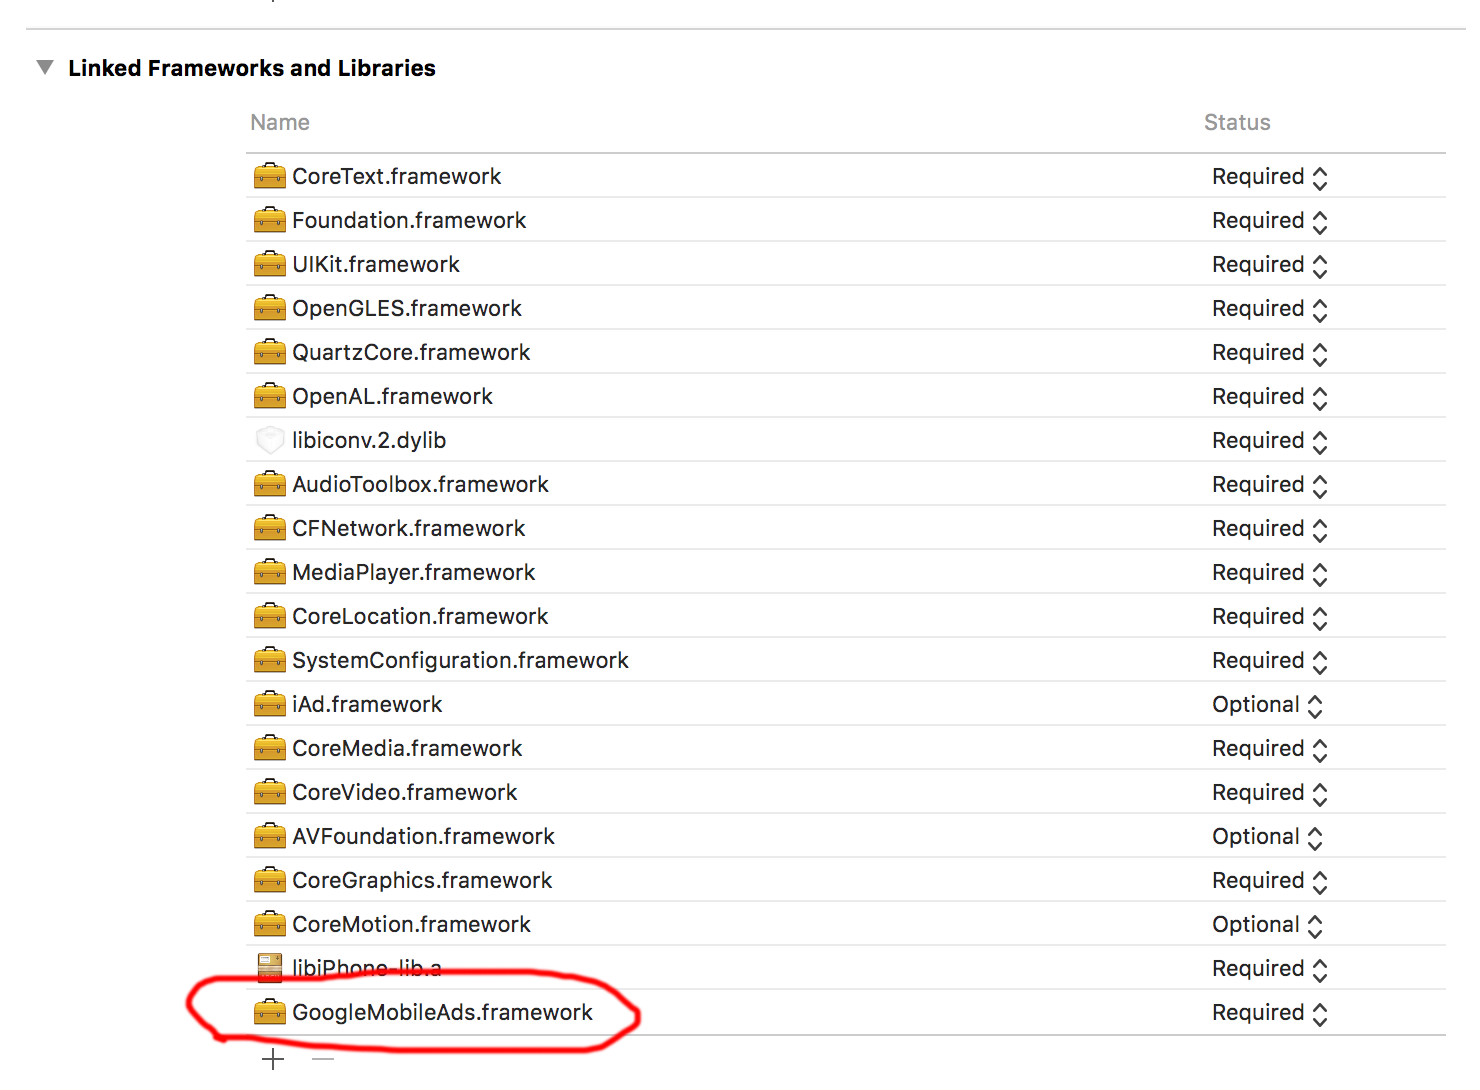 Linked Frameworks and Libraries
Name Status
CoreText.framework Required
Foundation.framework Required
UIKit.framework Required
OpenGLES.framework Required
QuartzCore.framework Required
OpenAL.framework Required
libiconv.2.dylib Required
AudioToolbox.framework Required
CFNetwork.framework Required
MediaPlayer.framework Required
CoreLocation.framework Required
SystemConfiguration.framework Required
iAd.framework Optional
CoreMedia.framework Required
CoreVideo.framework Required
AVFoundation.framework Optional
CoreGraphics.framework Required
CoreMotion.framework Optional
libiPhone-lib.a Required
GoogleMobileAds.framework Required